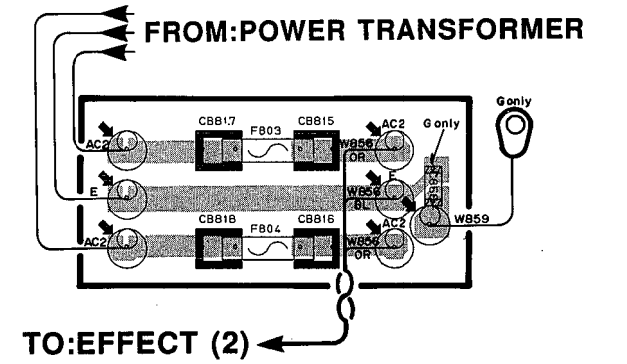 FROM:POWER TRANSFORMER
G only
CB817
F803
CB815
AC2
G only
AC2
W856
OR
E
E
W856
BL
CB818
F804
CB816
AC2
W859
AC2
W856
OR
TO:EFFECT (2)